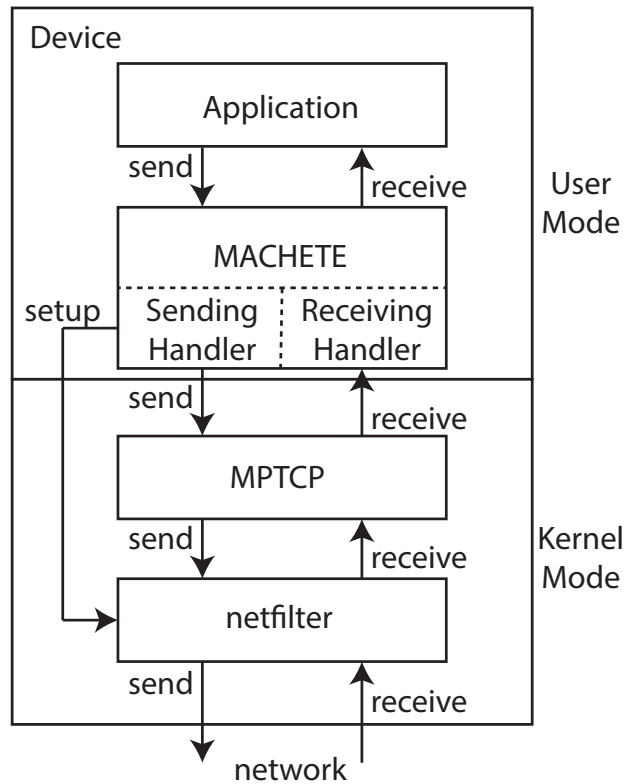 Device
Application
send
receive
User
Mode
MACHETE
setup
Sending
Handler
Receiving
Handler
send
receive
MPTCP
send
receive
Kernel
Mode
netfilter
send
receive
network